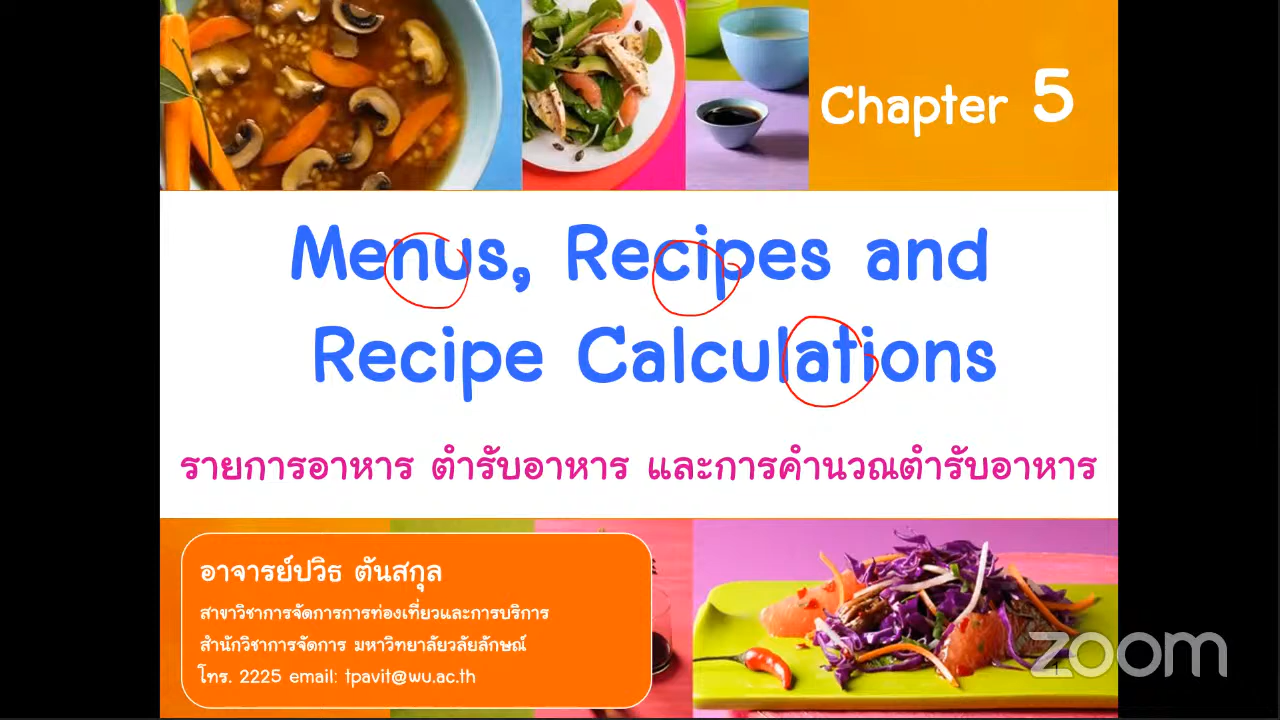 Chapter 5
Menus, Recipes and
Recipe Calculations
รายการอาหาร ตำรับอาหาร และการคำนวณตำรับอาหาร
อาจารย์ปวิธ ตันสกุล
สาขาวิชาการจัดการการท่องเที่ยวและการบริการ
สำนักวิชาการจัดการ มหาวิทยาลัยวลัยลักษณ์
โทร. 2225 email: tpavit@wu.ac.th
zoom